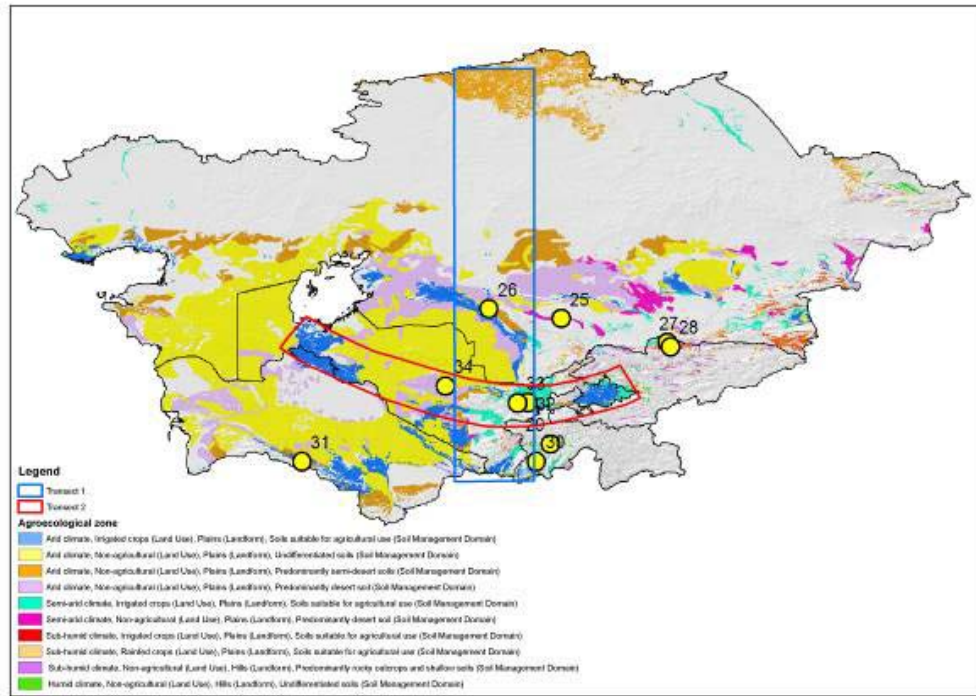 26
25
27
28
34
33
31
Legend
Transect 1
Transect 2
Agroecological zone
Arid climate, Irrigated crops (Land Use), Plains (Landform), Soils suitable for agricultural use (Soil Management Domain)
Arid climate, Non-agricultural (Land Use), Plains (Landform), Undifferentiated soils (Soil Management Domain)
Arid climate, Non-agricultural (Land Use), Plains (Landform), Predominantly semi-desert soils (Soil Management Domain)
Arid climate, Non-agricultural (Land Use), Plains (Landform), Predominantly desert soil (Soil Management Domain)
Semi-arid climate, Irrigated crops (Land Use), Plains (Landform), Soils suitable for agricultural use (Soil Management Domain)
Semi-arid climate, Non-agricultural (Land Use), Plains (Landform), Predominantly desert soil (Soil Management Domain)
Sub-humid climate, Irrigated crops (Land Use), Plains (Landform), Soils suitable for agricultural use (Soil Management Domain)
Sub-humid climate, Rainfed crops (Land Use), Plains (Landform), Soils suitable for agricultural use (Soil Management Domain)
Sub-humid climate, Non-agricultural (Land Use), Hills (Landform), Predominantly rocky outcrops and shallow soils (Soil Management Domain)
Humid climate, Non-agricultural (Land Use), Hills (Landform), Undifferentiated soils (Soil Management Domain)